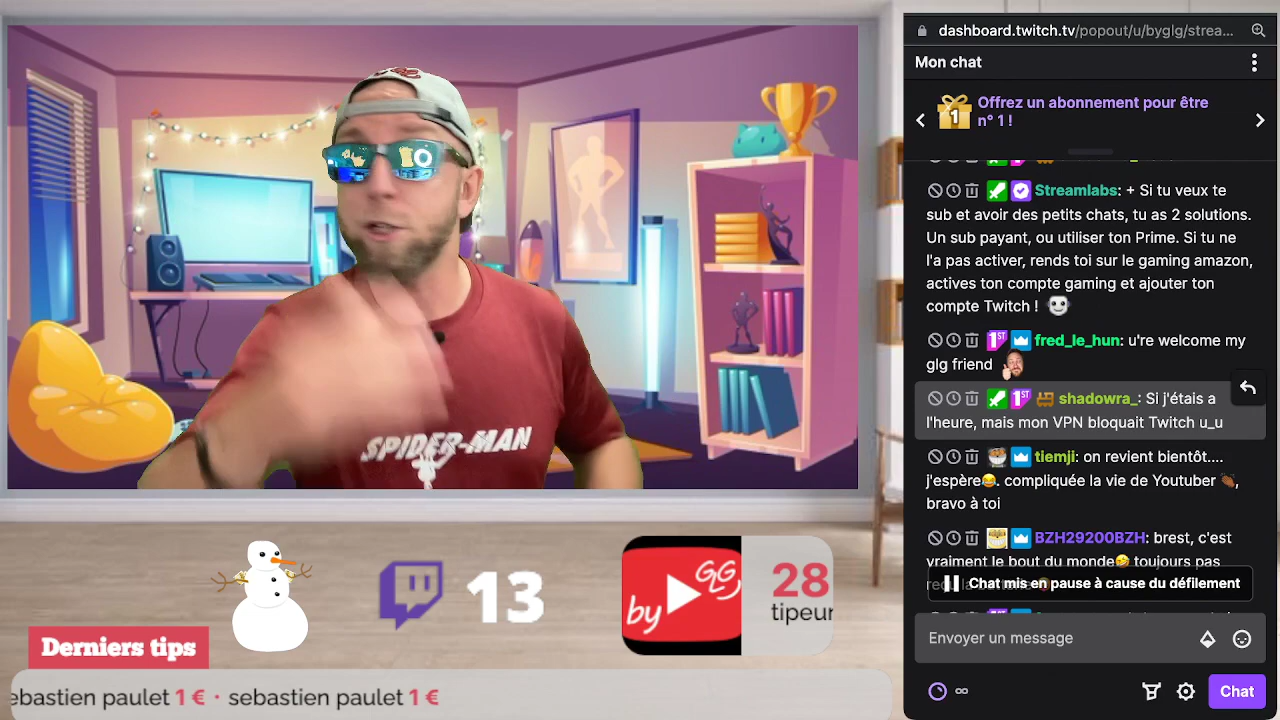 dashboard.twitch.tv/popout/u/byglg/strea...
Mon chat
Offrez un abonnement pour être
n° 1 !
1
Streamlabs: + Si tu veux te
sub et avoir des petits chats, tu as 2 solutions.
Un sub payant, ou utiliser ton Prime. Si tu ne
l'a pas activer, rends toi sur le gaming amazon,
actives ton compte gaming et ajouter ton
compte Twitch !
1ST fred_le_hun: u're welcome my
glg friend
1ST shadowra_: Si j'étais a
l'heure, mais mon VPN bloquait Twitch u_u
tlemji: on revient bientôt....
j'espère😂. compliquée la vie de Youtuber 🪘,
bravo à toi
BZH29200BZH: brest, c'est
vraiment le bout du monde🤣 toujours pas
Chat mis en pause à cause du défilement
Envoyer un message
Chat
SPIDER-MAN
13
by GG
28
tipeur
Derniers tips
ebastien paulet 1 € · sebastien paulet 1 €